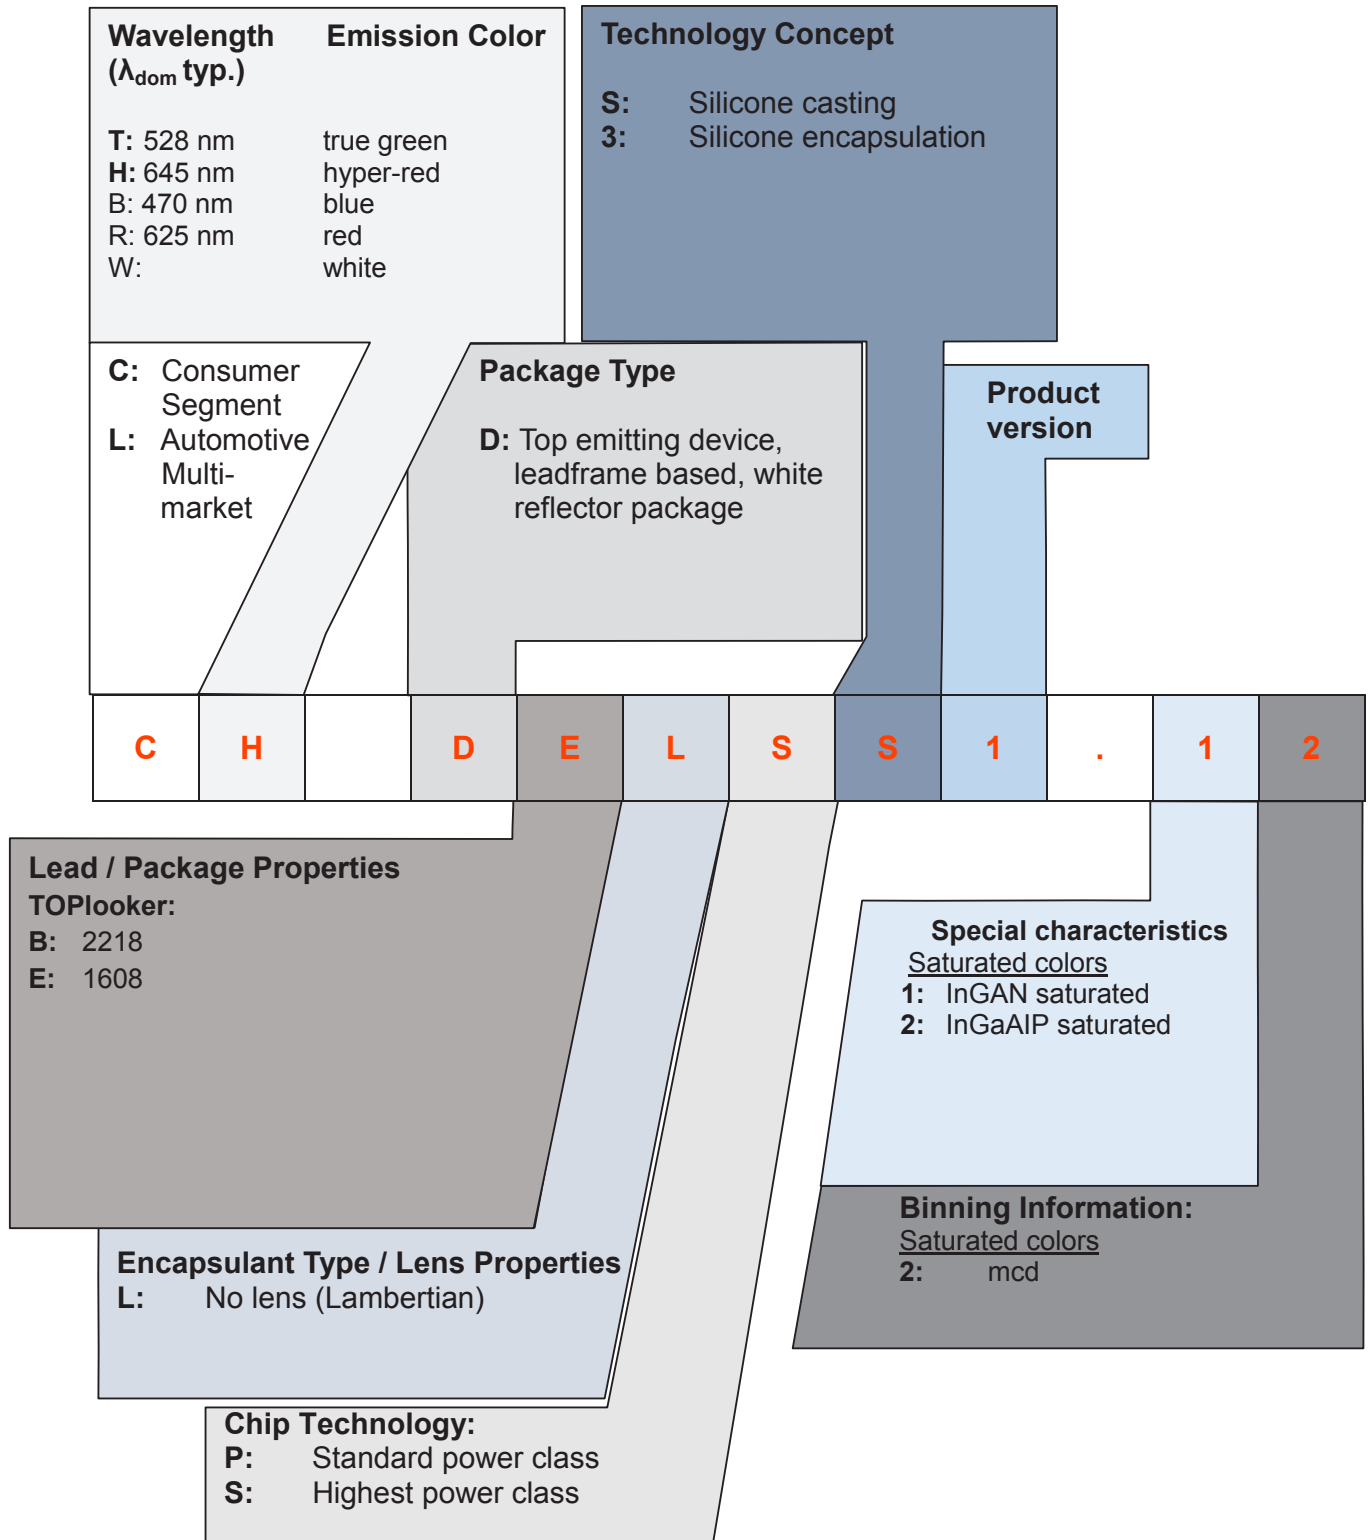 Wavelength Emission Color
(λdom typ.)
T: 528 nm true green
H: 645 nm hyper-red
B: 470 nm blue
R: 625 nm red
W: white
Technology Concept
S: Silicone casting
3: Silicone encapsulation
C: Consumer
Segment
L: Automotive
Multi-
market
Package Type
D: Top emitting device,
leadframe based, white
reflector package
Product
version
C H D E L S S 1 . 1 2
Lead / Package Properties
TOPlooker:
B: 2218
E: 1608
Special characteristics
Saturated colors
1: InGAN saturated
2: InGaAIP saturated
Binning Information:
Saturated colors
2: mcd
Encapsulant Type / Lens Properties
L: No lens (Lambertian)
Chip Technology:
P: Standard power class
S: Highest power class